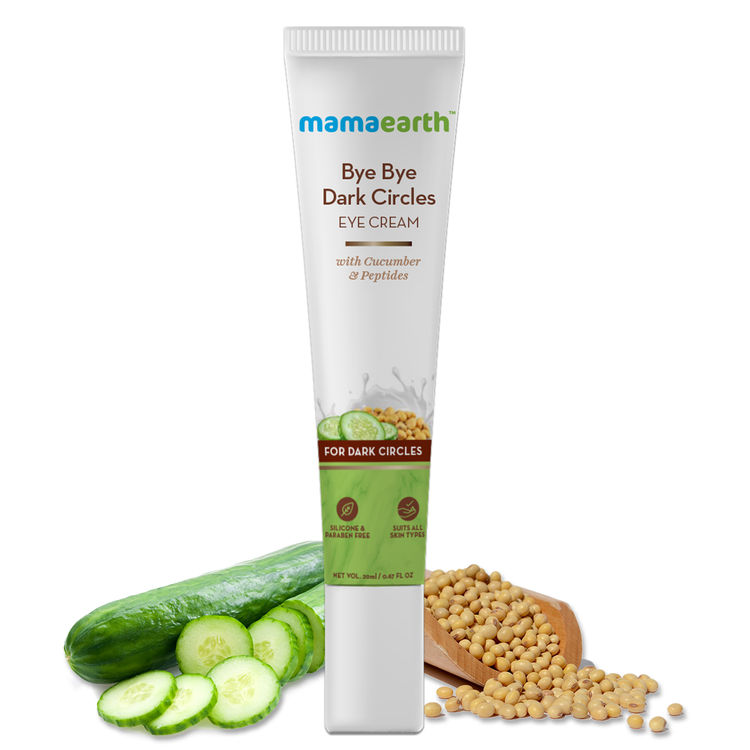 mamaearth™
Bye Bye
Dark Circles
EYE CREAM
with Cucumber
& Peptides
FOR DARK CIRCLES
SILICONE &
PARABEN FREE
SUITS ALL
SKIN TYPES
NET VOL. 20ml / 0.67 FL OZ